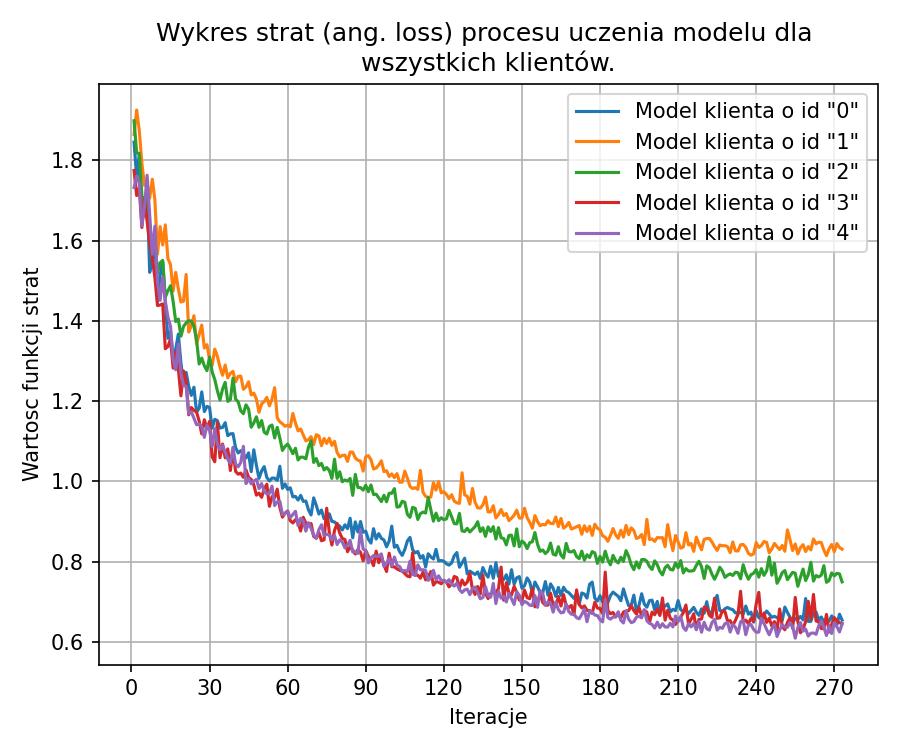 Wykres strat (ang. loss) procesu uczenia modelu dla
wszystkich klientów.
Model klienta o id "0"
Model klienta o id "1"
Model klienta o id "2"
Model klienta o id "3"
Model klienta o id "4"
Wartosc funkcji strat
1.8
1.6
1.4
1.2
1.0
0.8
0.6
0 30 60 90 120 150 180 210 240 270
Iteracje